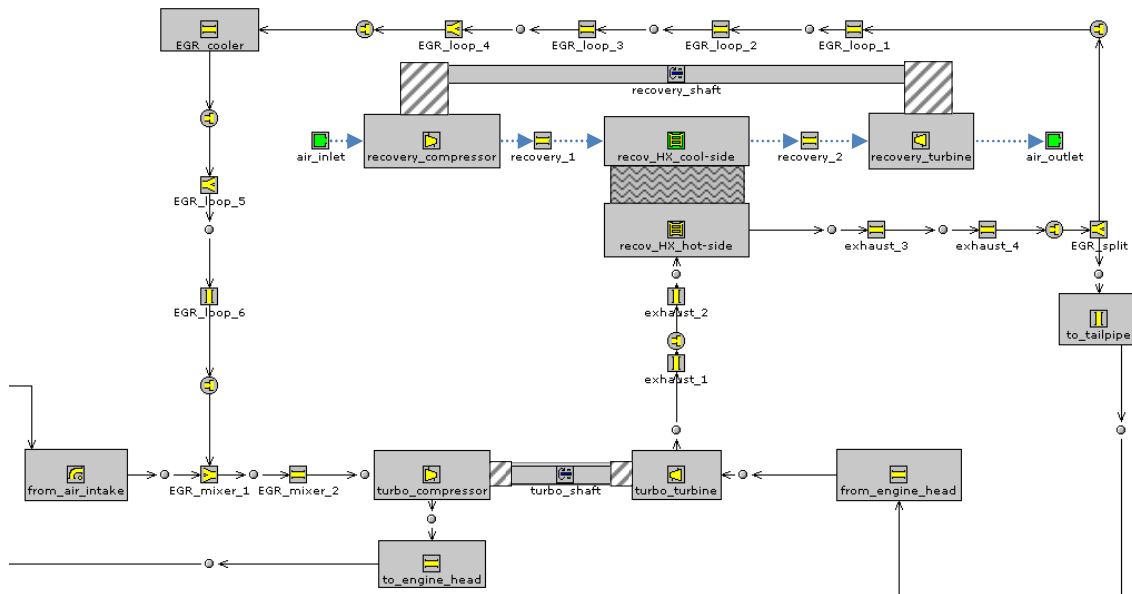 EGR_cooler
EGR_loop_4
EGR_loop_3
EGR_loop_2
EGR_loop_1
recovery_shaft
air_inlet
recovery_compressor
recovery_1
recov_HX_cool-side
recovery_2
recovery_turbine
air_outlet
EGR_loop_5
recov_HX_hot-side
exhaust_3
exhaust_4
EGR_split
EGR_loop_6
exhaust_2
to_tailpipe
exhaust_1
from_air_intake
EGR_mixer_1
EGR_mixer_2
turbo_compressor
turbo_shaft
turbo_turbine
from_engine_head
to_engine_head